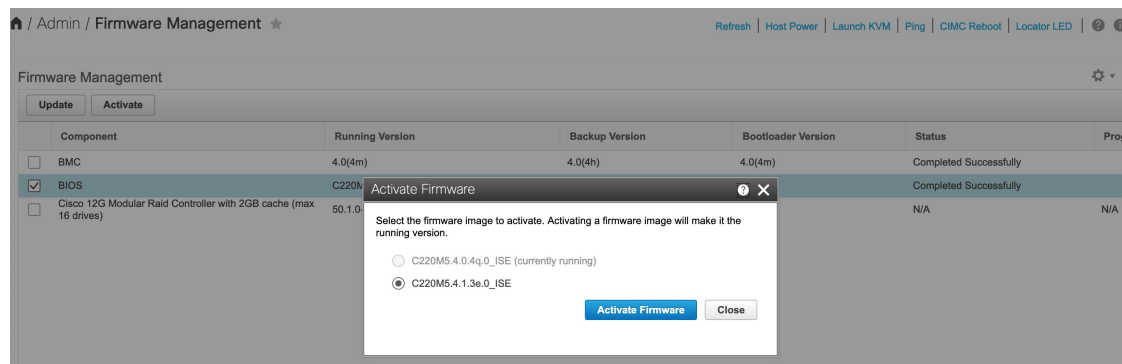 / Admin / Firmware Management ★
Refresh | Host Power | Launch KVM | Ping | CIMC Reboot | Locator LED |
Firmware Management
Update Activate
Component Running Version Backup Version Bootloader Version Status
BMC 4.0(4m) 4.0(4h) 4.0(4m) Completed Successfully
BIOS Completed Successfully
Cisco 12G Modular Raid Controller with 2GB cache (max
16 drives) N/A N/A
Activate Firmware
Select the firmware image to activate. Activating a firmware image will make it the
running version.
C220M5.4.0.4q.0_ISE (currently running)
C220M5.4.1.3e.0_ISE
Activate Firmware Close